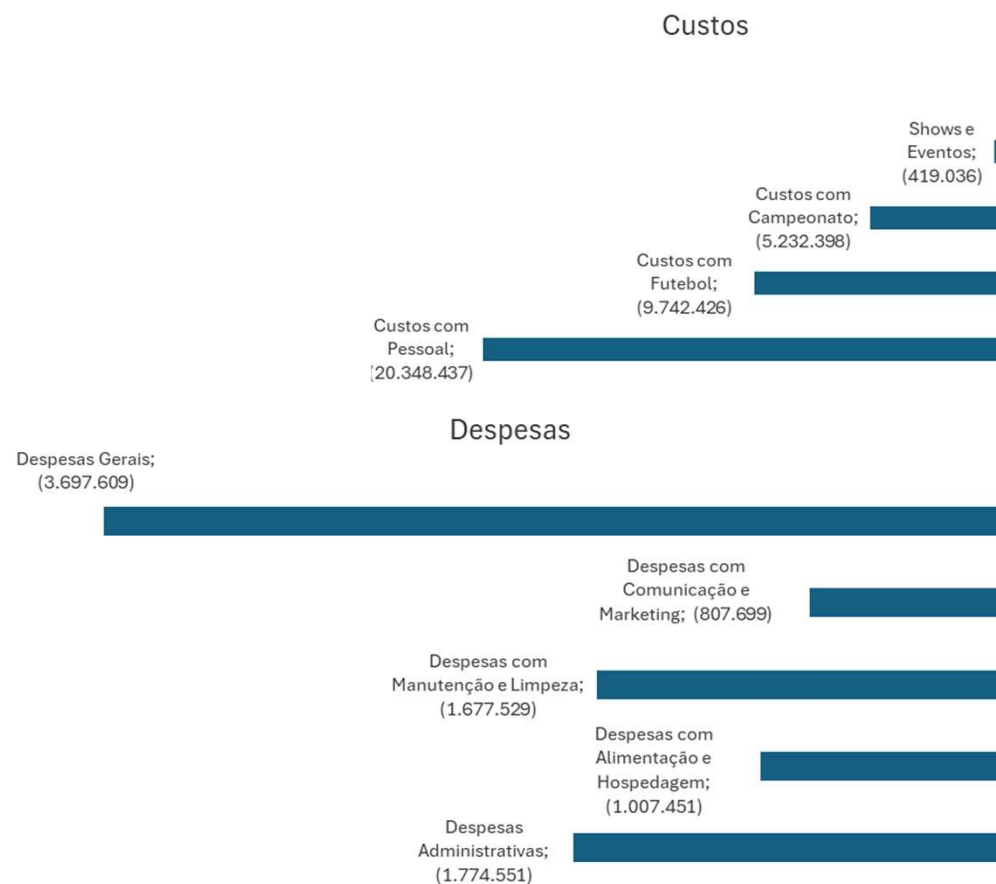 Custos
Shows e
Eventos;
(419.036)
Custos com
Campeonato;
(5.232.398)
Custos com
Futebol;
(9.742.426)
Custos com
Pessoal;
(20.348.437)
Despesas
Despesas Gerais;
(3.697.609)
Despesas com
Comunicação e
Marketing; (807.699)
Despesas com
Manutenção e Limpeza;
(1.677.529)
Despesas com
Alimentação e
Hospedagem;
(1.007.451)
Despesas
Administrativas;
(1.774.551)